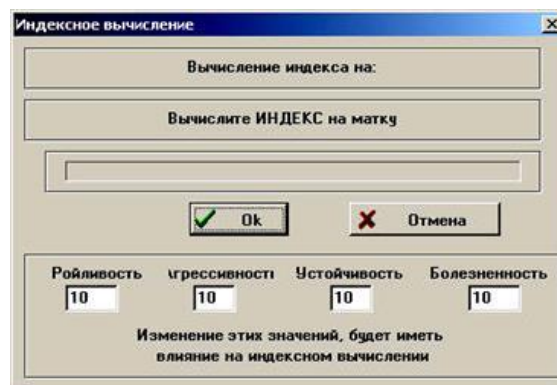 Индексное вычисление
Вычисление индекса на:
Вычислите ИНДЕКС на матку
Ok Отмена
Ройливость агрессивності Устойчивость Болезненность
10 10 10 10
Изменение этих значений, будет иметь
влияние на индексном вычислении